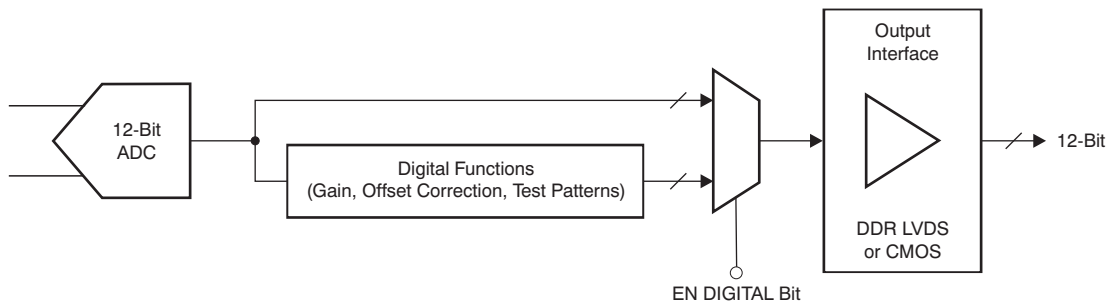 12-Bit
ADC
Digital Functions
(Gain, Offset Correction, Test Patterns)
EN DIGITAL Bit
Output
Interface
DDR LVDS
or CMOS
12-Bit